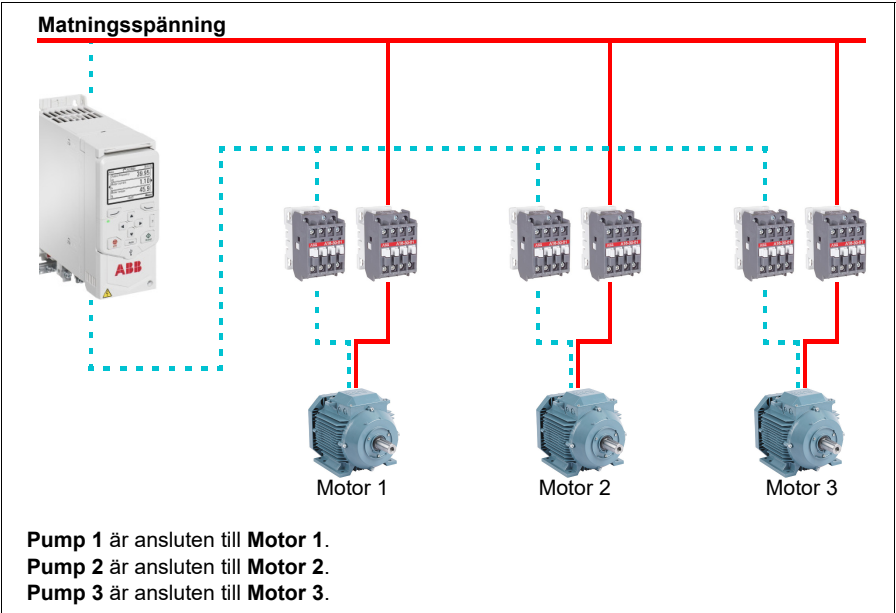 Matningsspänning
ABB
Motor 1
Motor 2
Motor 3
Pump 1 är ansluten till Motor 1.
Pump 2 är ansluten till Motor 2.
Pump 3 är ansluten till Motor 3.